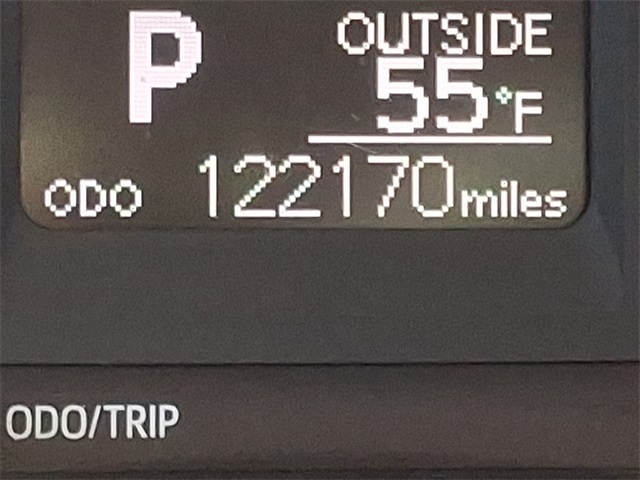 P
OUTSIDE
55°F
ODO 122170 miles
ODO/TRIP